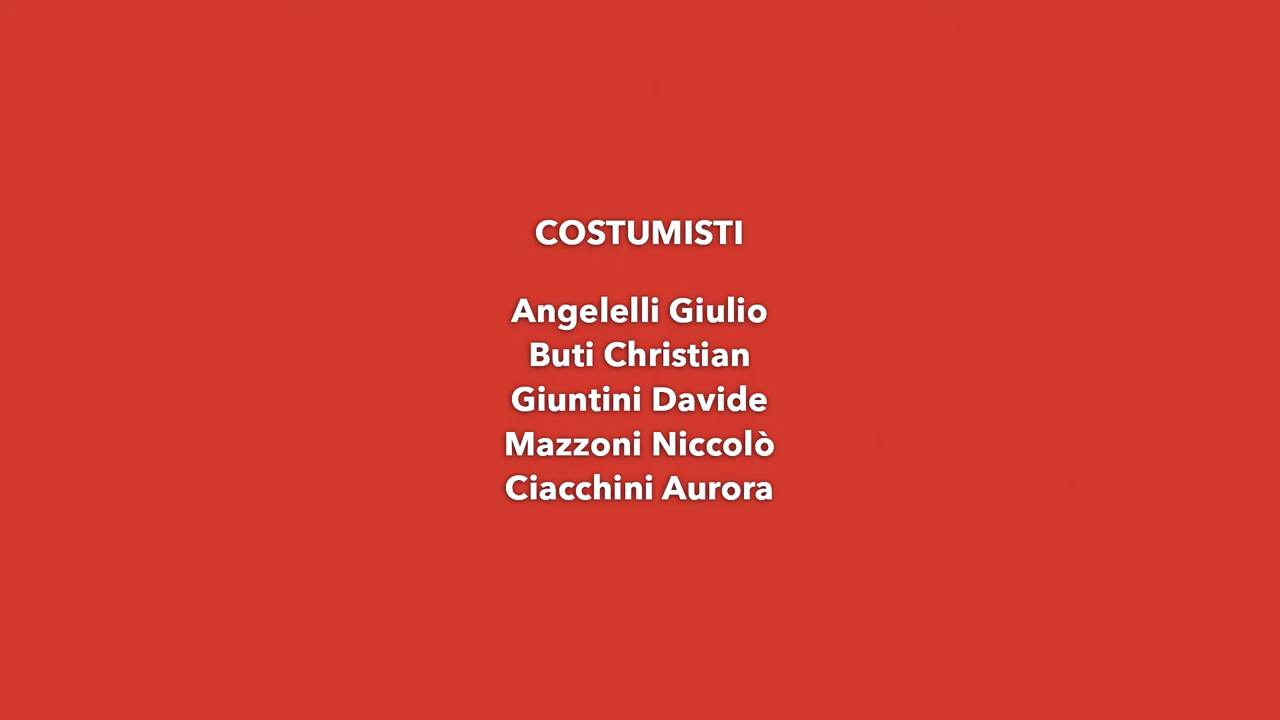 COSTUMISTI
Angelelli Giulio
Buti Christian
Giuntini Davide
Mazzoni Niccolò
Ciacchini Aurora